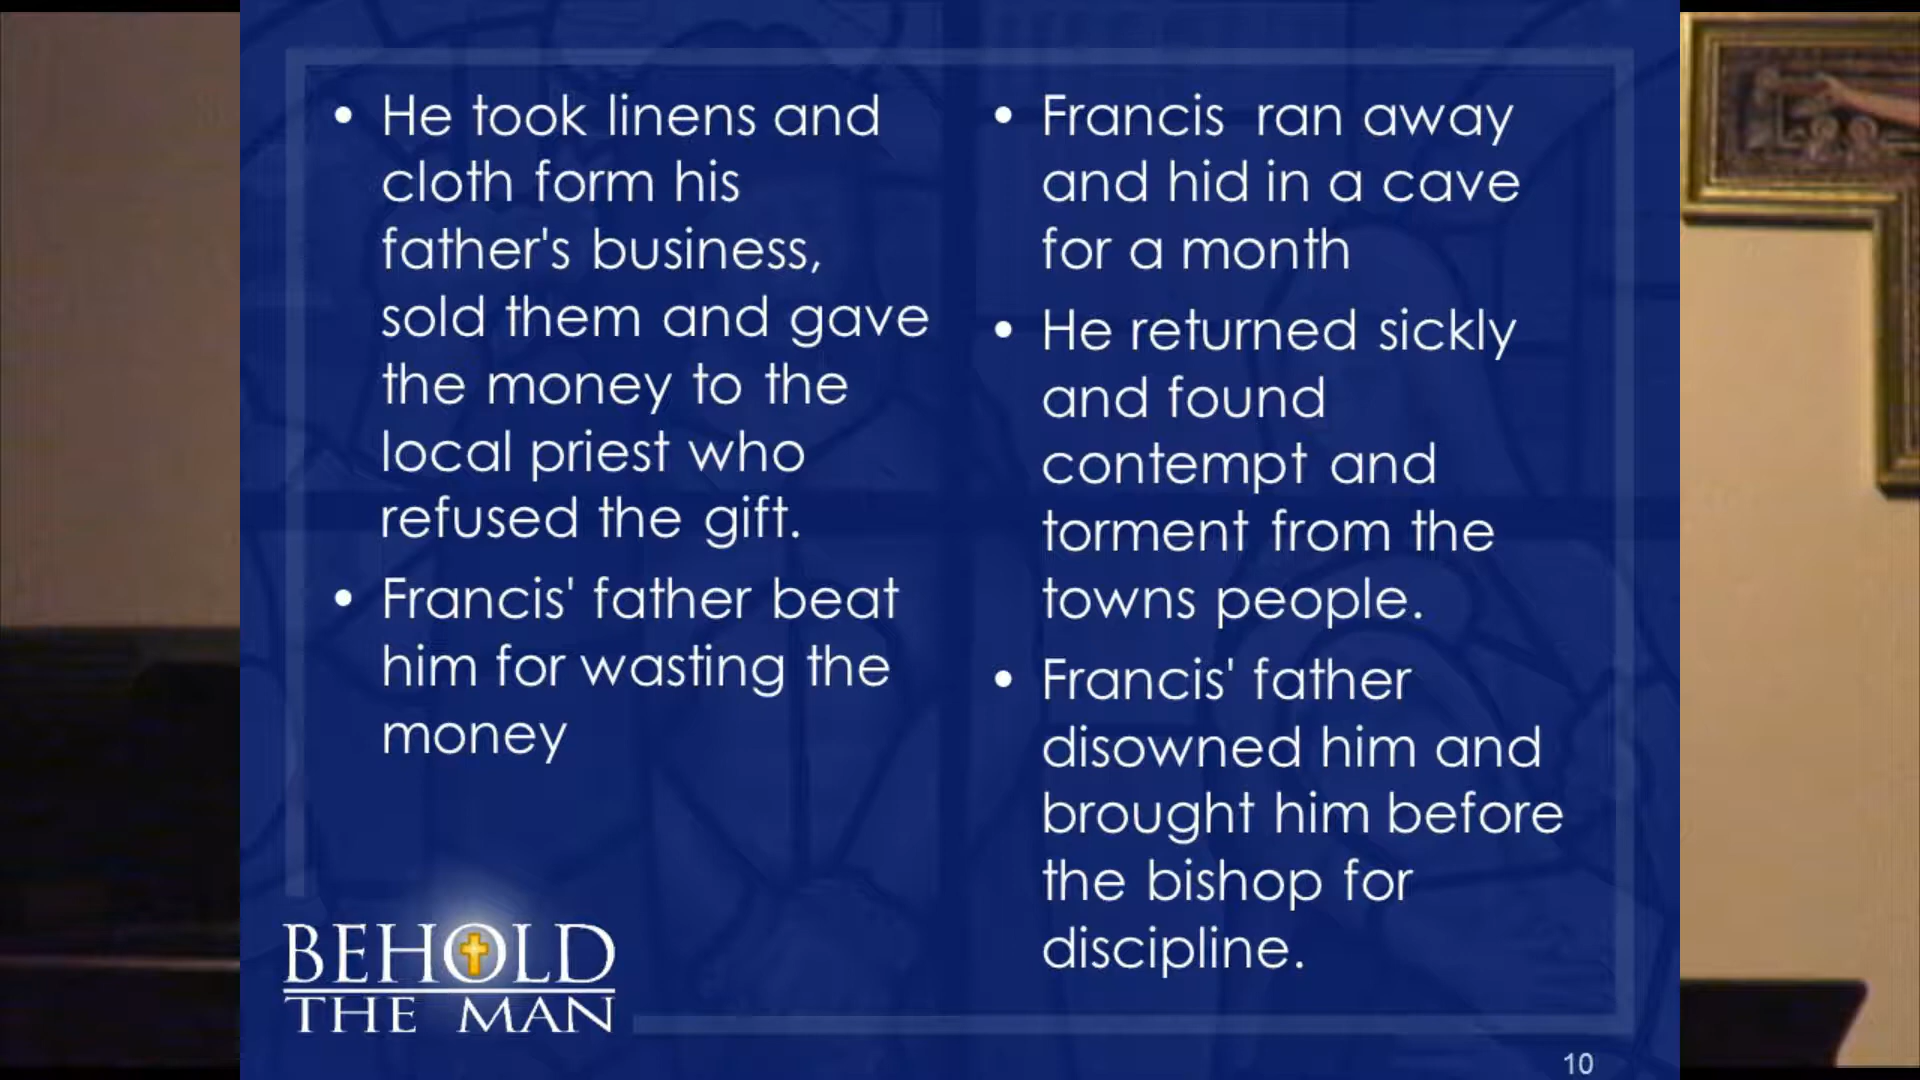 • He took linens and
cloth form his
father's business,
sold them and gave
the money to the
local priest who
refused the gift.
• Francis' father beat
him for wasting the
money
• Francis  ran away
and hid in a cave
for a month
• He returned sickly
and found
contempt and
torment from the
towns people.
• Francis' father
disowned him and
brought him before
the bishop for
discipline.
BEHOLD
THE MAN
10